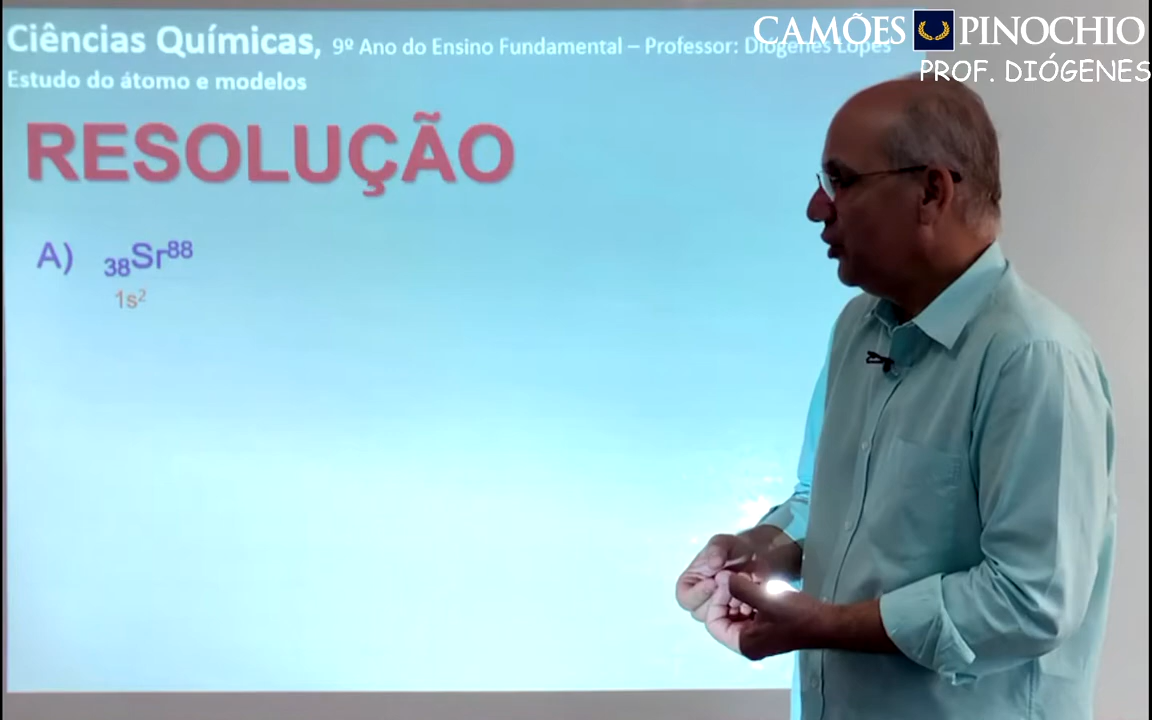 CAMÕES PINOCHIO
PROF. DIÓGENES
Ciências Químicas, 9º Ano do Ensino Fundamental – Professor: Diógenes Lopes
Estudo do átomo e modelos
RESOLUÇÃO
A) ₃₈Sr⁸⁸
1s²